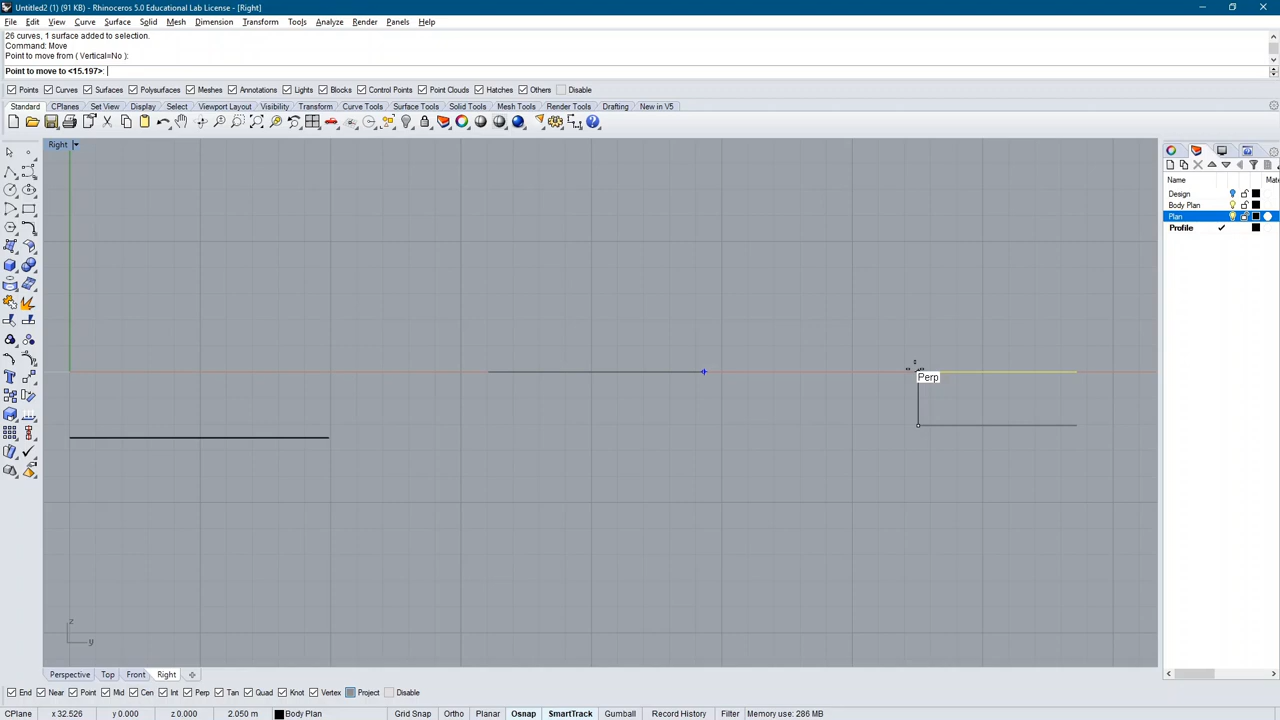 Untitled2 (1) (91 KB) - Rhinoceros 5.0 Educational Lab License - [Right]
File Edit View Curve Surface Solid Mesh Dimension Transform Tools Analyze Render Panels Help
26 curves, 1 surface added to selection.
Command: Move
Point to move from ( Vertical=No ):
Point to move to <15.197>:
Points Curves Surfaces Polysurfaces Meshes Annotations Lights Blocks Control Points Point Clouds Hatches Others Disable
Standard CPlanes Set View Display Select Viewport Layout Visibility Transform Curve Tools Surface Tools Solid Tools Mesh Tools Render Tools Drafting New in V5
Right
Name Mate
Design
Body Plan
Plan
Profile
Perp
z
y
Perspective Top Front Right
End Near Point Mid Cen Int Perp Tan Quad Knot Vertex Project Disable
CPlane x 32.526 y 0.000 z 0.000 2.050 m Body Plan Grid Snap Ortho Planar Osnap SmartTrack Gumball Record History Filter Memory use: 286 MB